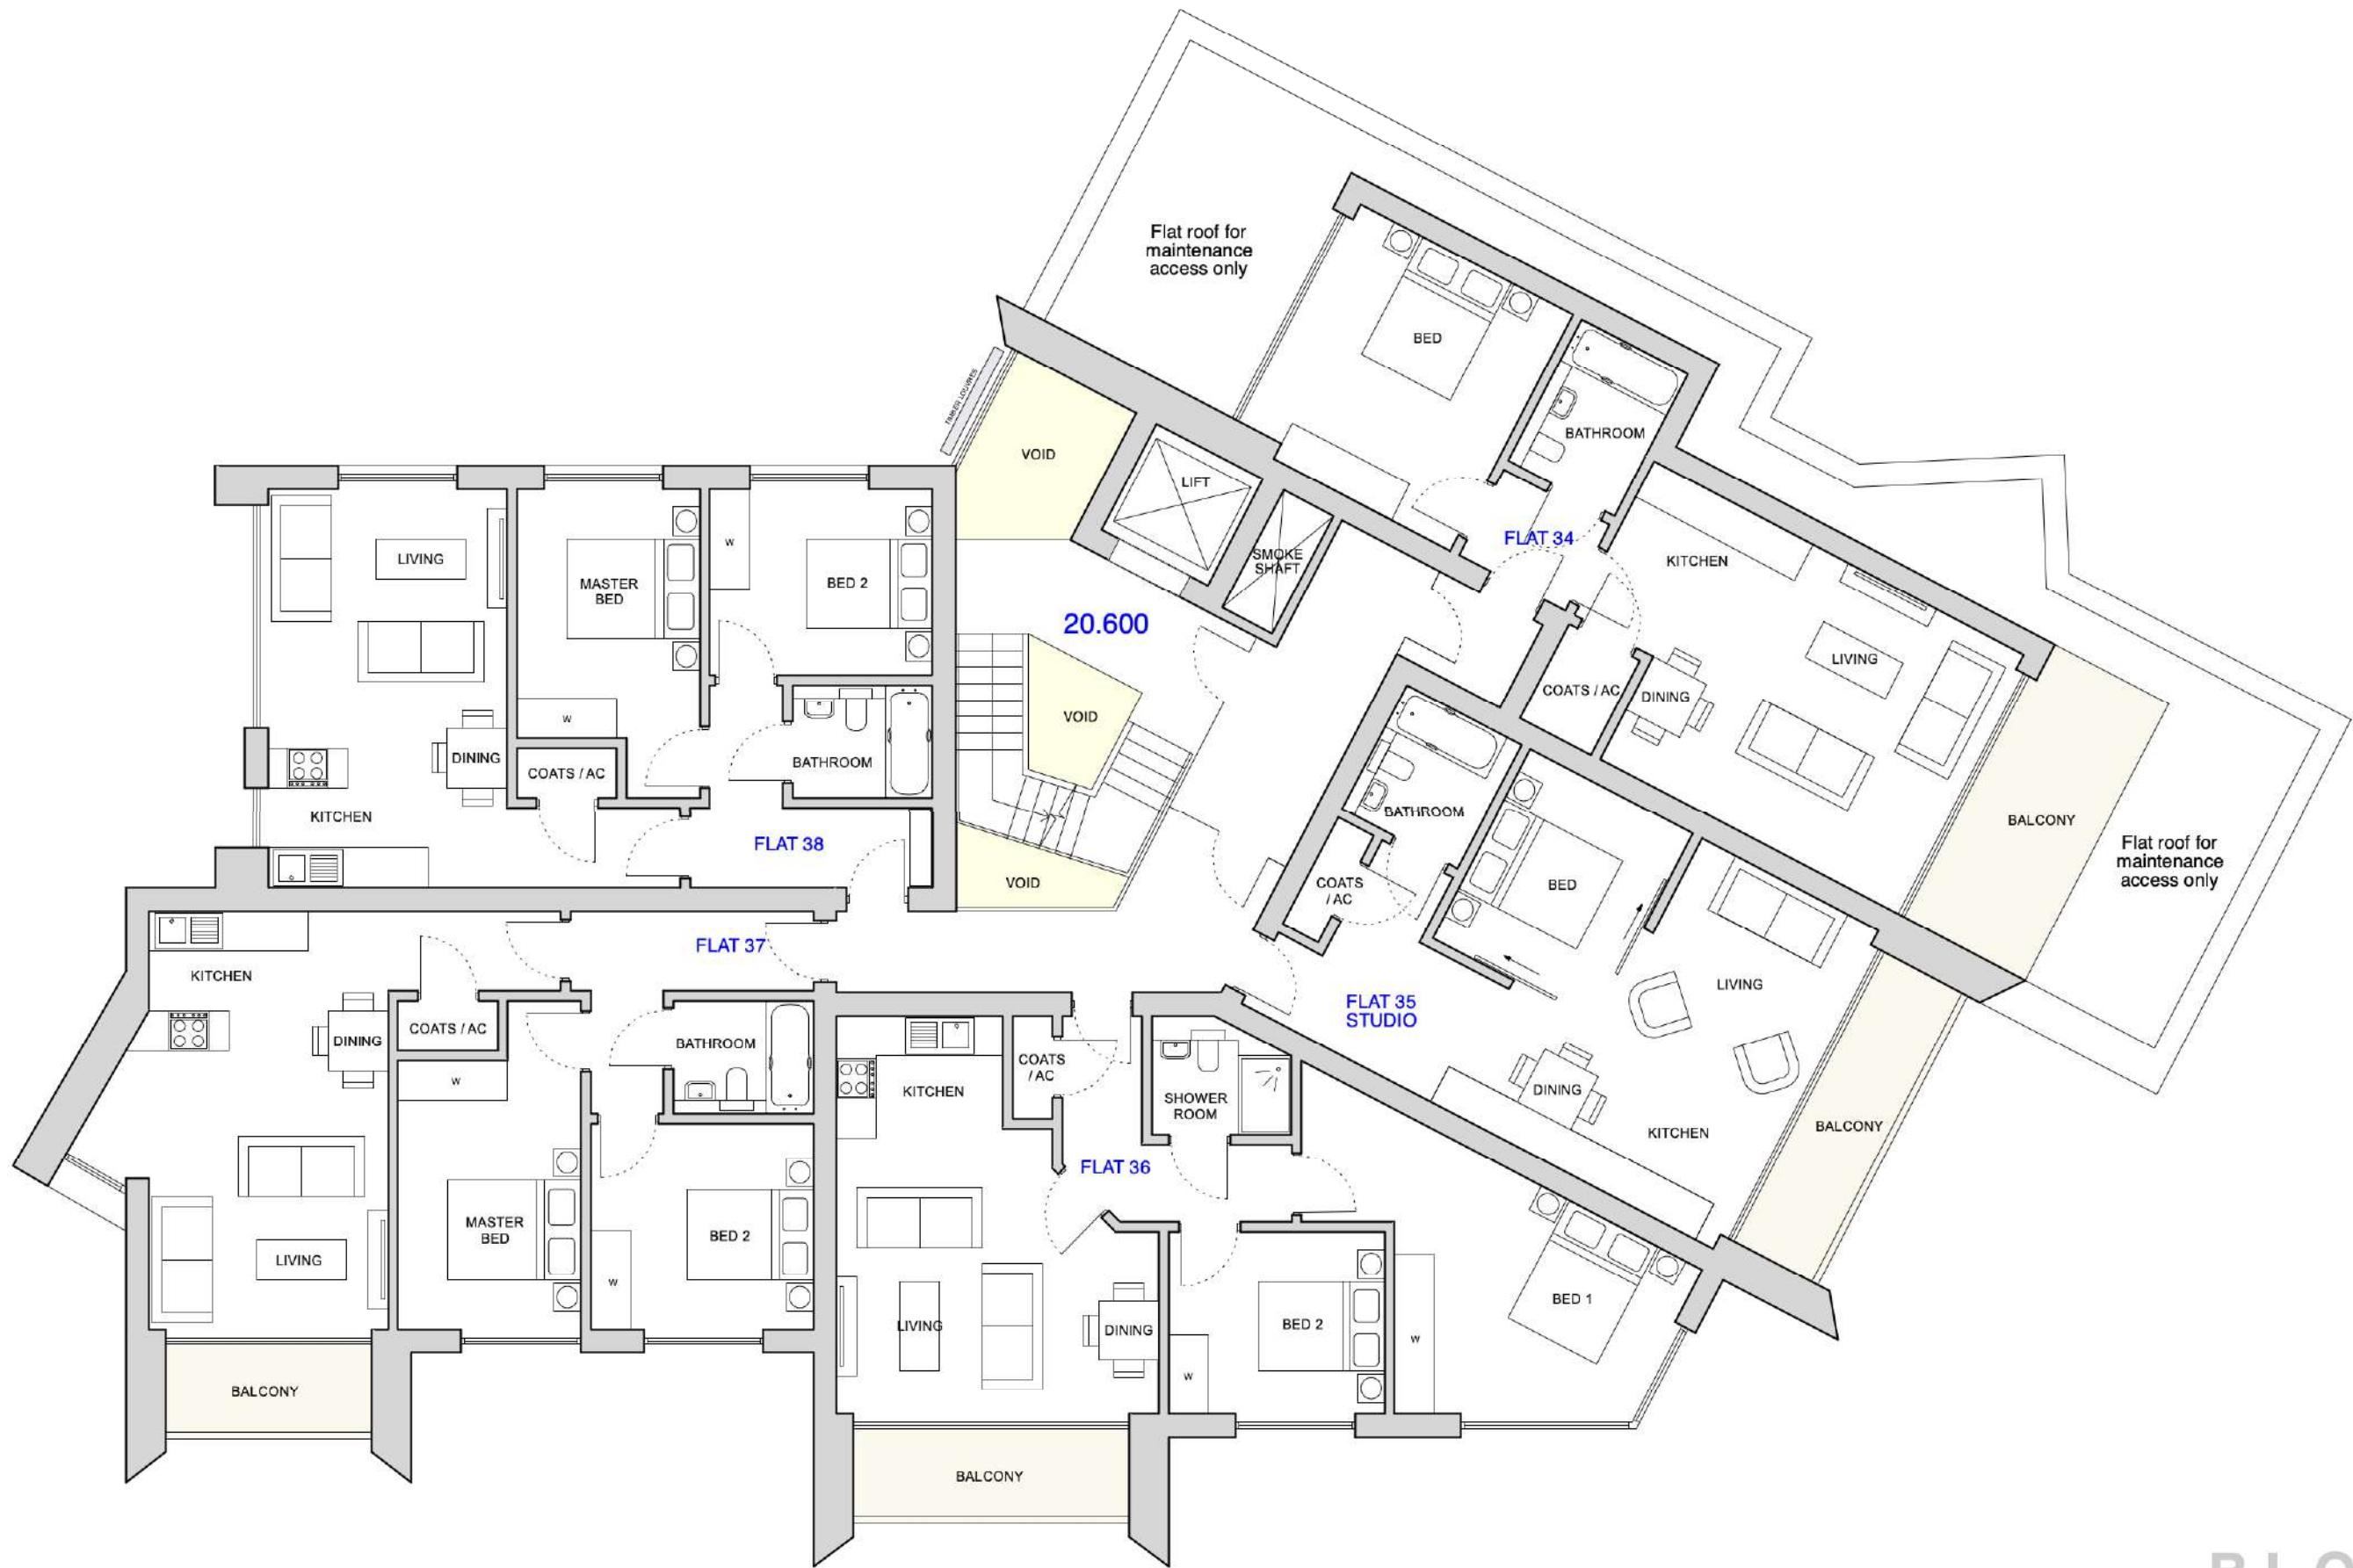 Flat roof for
maintenance
access only
BED
BATHROOM
TIMBER LOUVRES
VOID
LIFT
SMOKE
SHAFT
FLAT 34
KITCHEN
LIVING
DINING
COATS / AC
BALCONY
Flat roof for
maintenance
access only
20.600
VOID
VOID
LIVING
MASTER
BED
W
W
BED 2
DINING
COATS / AC
BATHROOM
KITCHEN
FLAT 38
BATHROOM
COATS
/ AC
BED
LIVING
FLAT 35
STUDIO
DINING
KITCHEN
BALCONY
KITCHEN
FLAT 37
COATS / AC
DINING
BATHROOM
W
MASTER
BED
BED 2
W
LIVING
BALCONY
KITCHEN
COATS
/ AC
SHOWER
ROOM
FLAT 36
LIVING
DINING
BED 2
W
BED 1
W
BALCONY